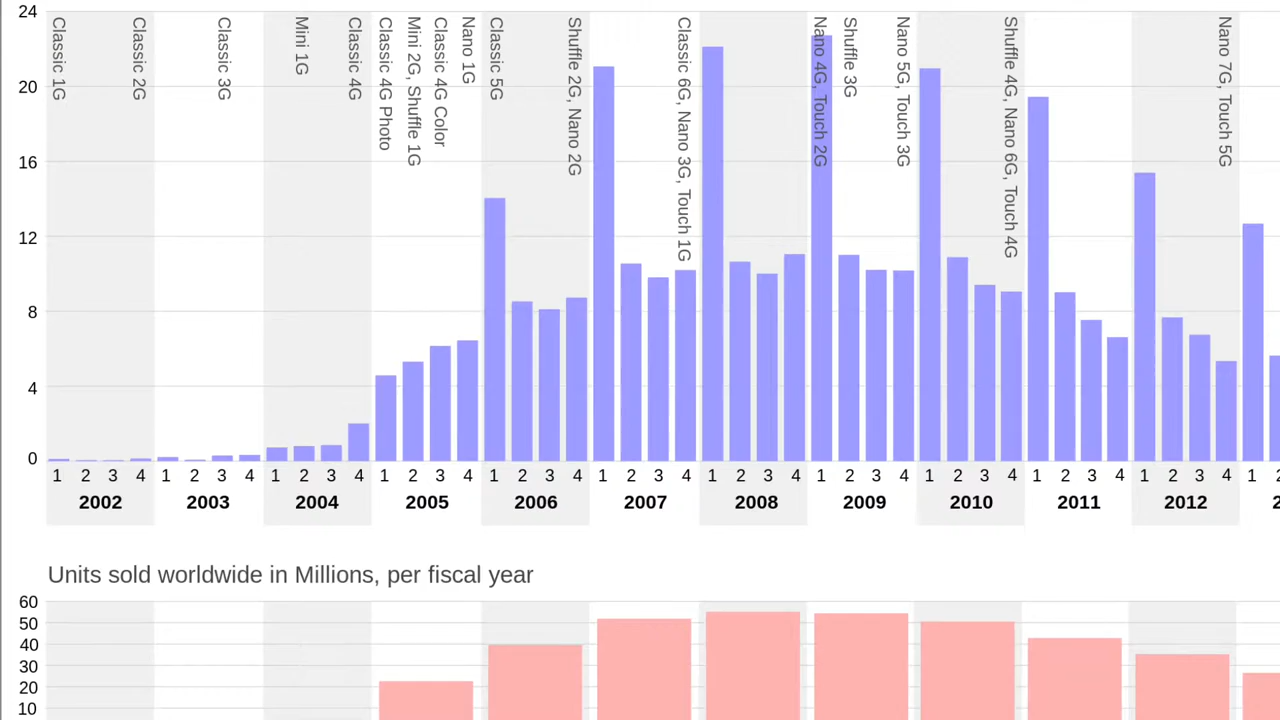 24
20
16
12
8
4
0
Classic 1G
Classic 2G
Classic 3G
Mini 1G
Classic 4G
Classic 4G Photo
Mini 2G, Shuffle 1G
Classic 4G Color
Nano 1G
Classic 5G
Shuffle 2G, Nano 2G
Classic 6G, Nano 3G, Touch 1G
Nano 4G, Touch 2G
Shuffle 3G
Nano 5G, Touch 3G
Shuffle 4G, Nano 6G, Touch 4G
Nano 7G, Touch 5G
1 2 3 4 1 2 3 4 1 2 3 4 1 2 3 4 1 2 3 4 1 2 3 4 1 2 3 4 1 2 3 4 1 2 3 4 1 2 3 4 1 2 3 4 1 2
2002 2003 2004 2005 2006 2007 2008 2009 2010 2011 2012 2
Units sold worldwide in Millions, per fiscal year
60
50
40
30
20
10